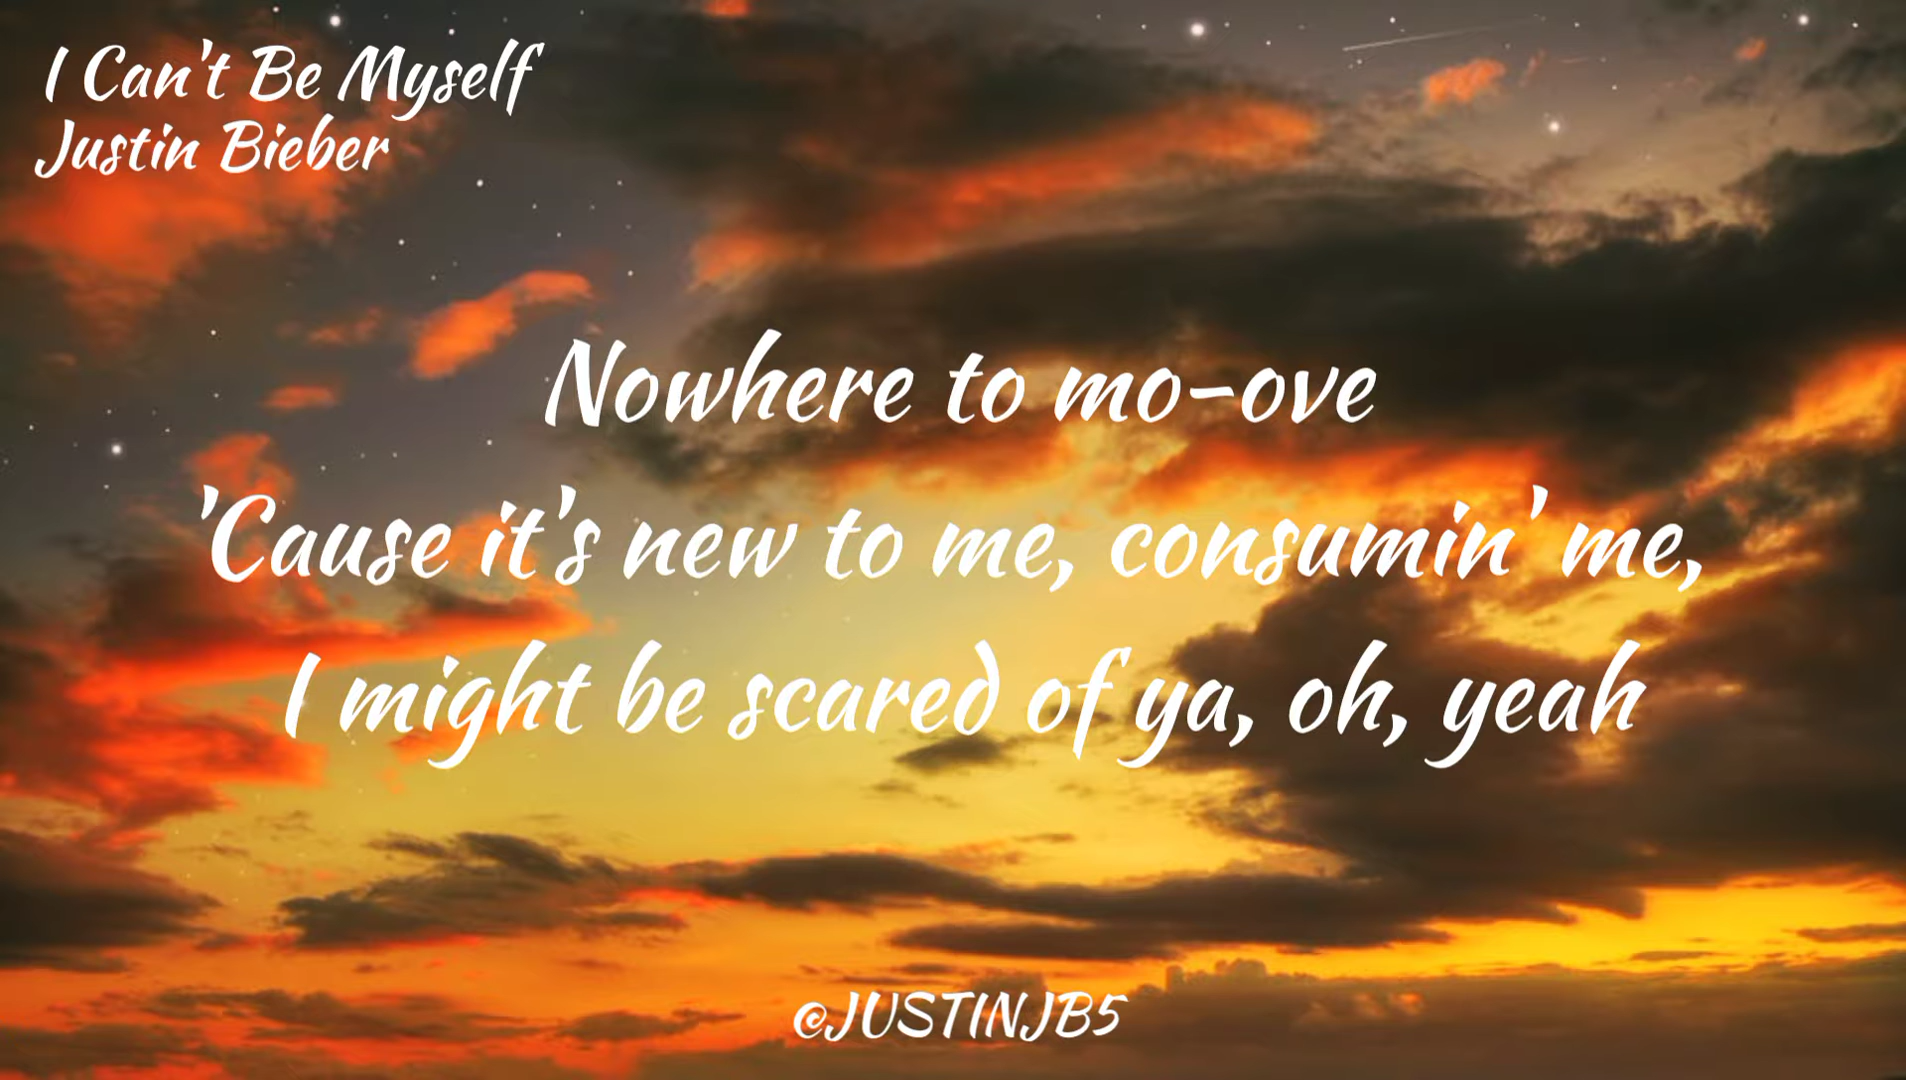 I Can't Be Myself
Justin Bieber
Nowhere to mo-ove
'Cause it's new to me, consumin' me,
I might be scared of ya, oh, yeah
@JUSTINJB5